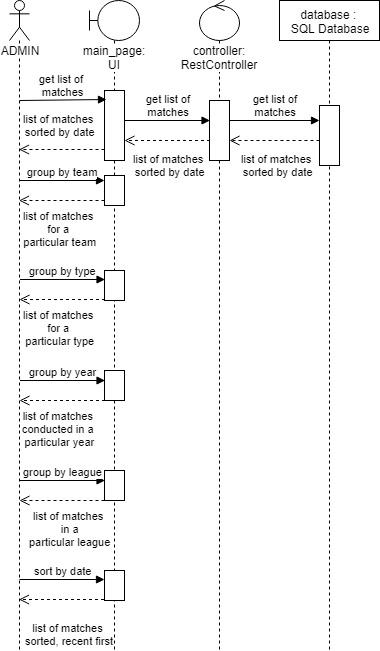 ADMIN
main_page:
UI
controller:
RestController
database :
SQL Database
get list of
matches
get list of
matches
get list of
matches
list of matches
sorted by date
list of matches
sorted by date
list of matches
sorted by date
group by team
list of matches
for a
particular team
group by type
list of matches
for a
particular type
group by year
list of matches
conducted in a
particular year
group by league
list of matches
in a
particular league
sort by date
list of matches
sorted, recent first